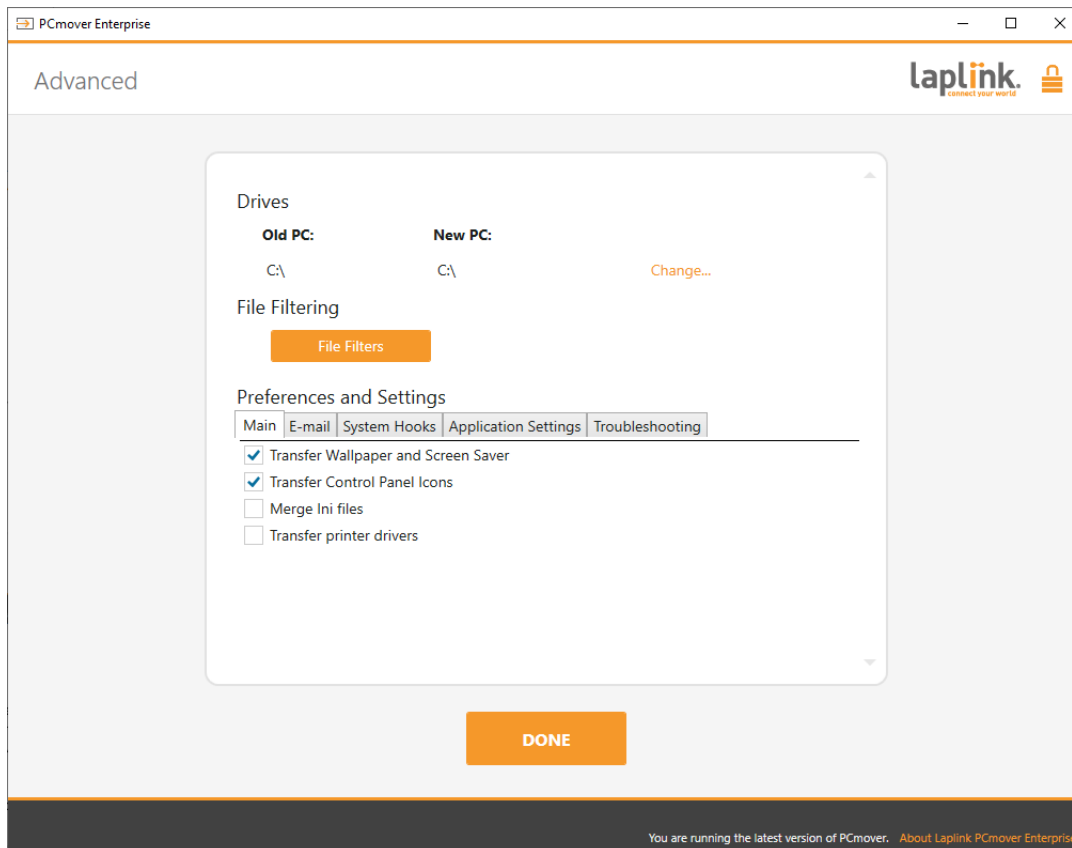 PCmover Enterprise
Advanced
laplink.
connect your world
Drives
Old PC: New PC:
C:\ C:\ Change...
File Filtering
File Filters
Preferences and Settings
Main E-mail System Hooks Application Settings Troubleshooting
Transfer Wallpaper and Screen Saver
Transfer Control Panel Icons
Merge Ini files
Transfer printer drivers
DONE
You are running the latest version of PCmover. About Laplink PCmover Enterprise